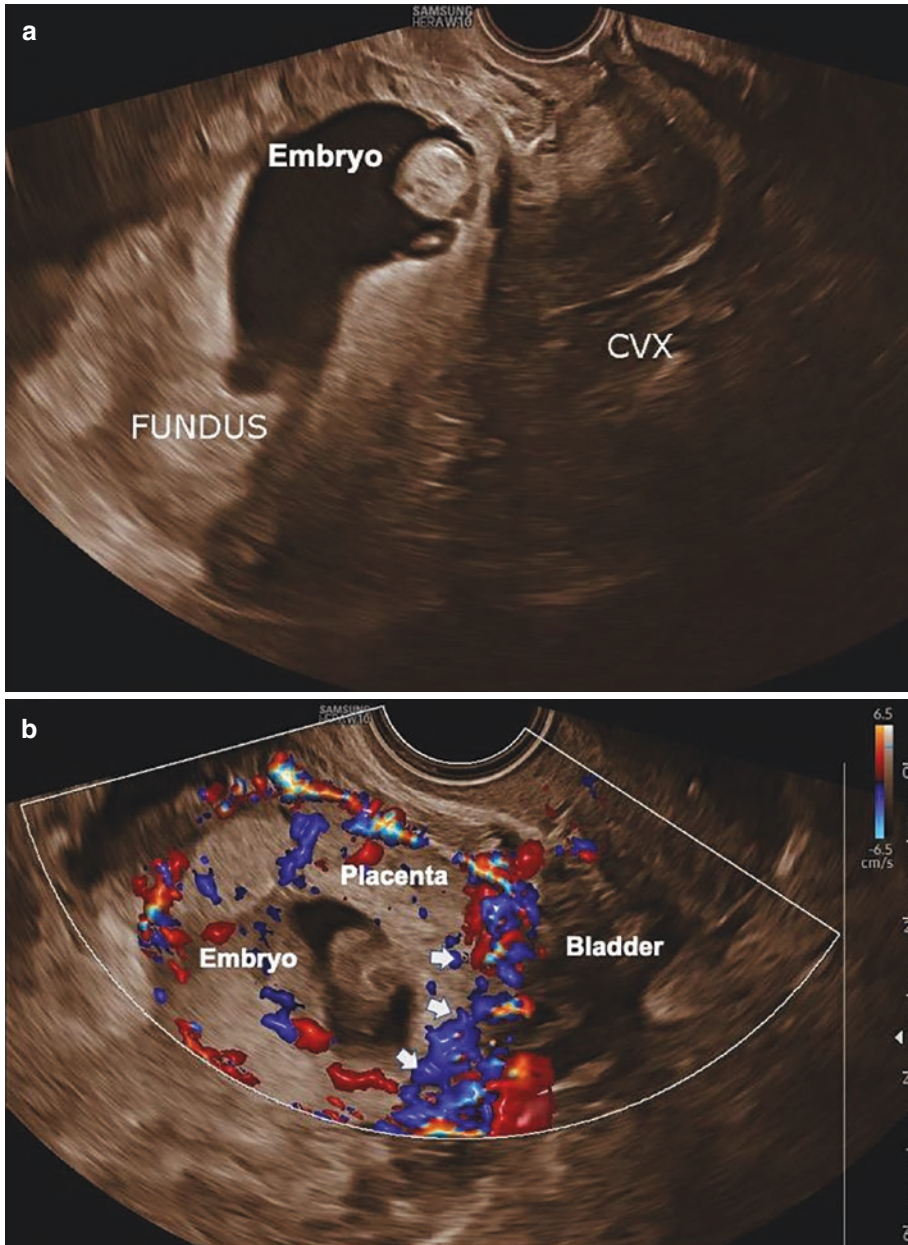 a
SAMSUNG
HERA W10
Embryo
CVX
FUNDUS
b
SAMSUNG
HERA W10
6.5
-6.5
cm/s
Placenta
Embryo
Bladder